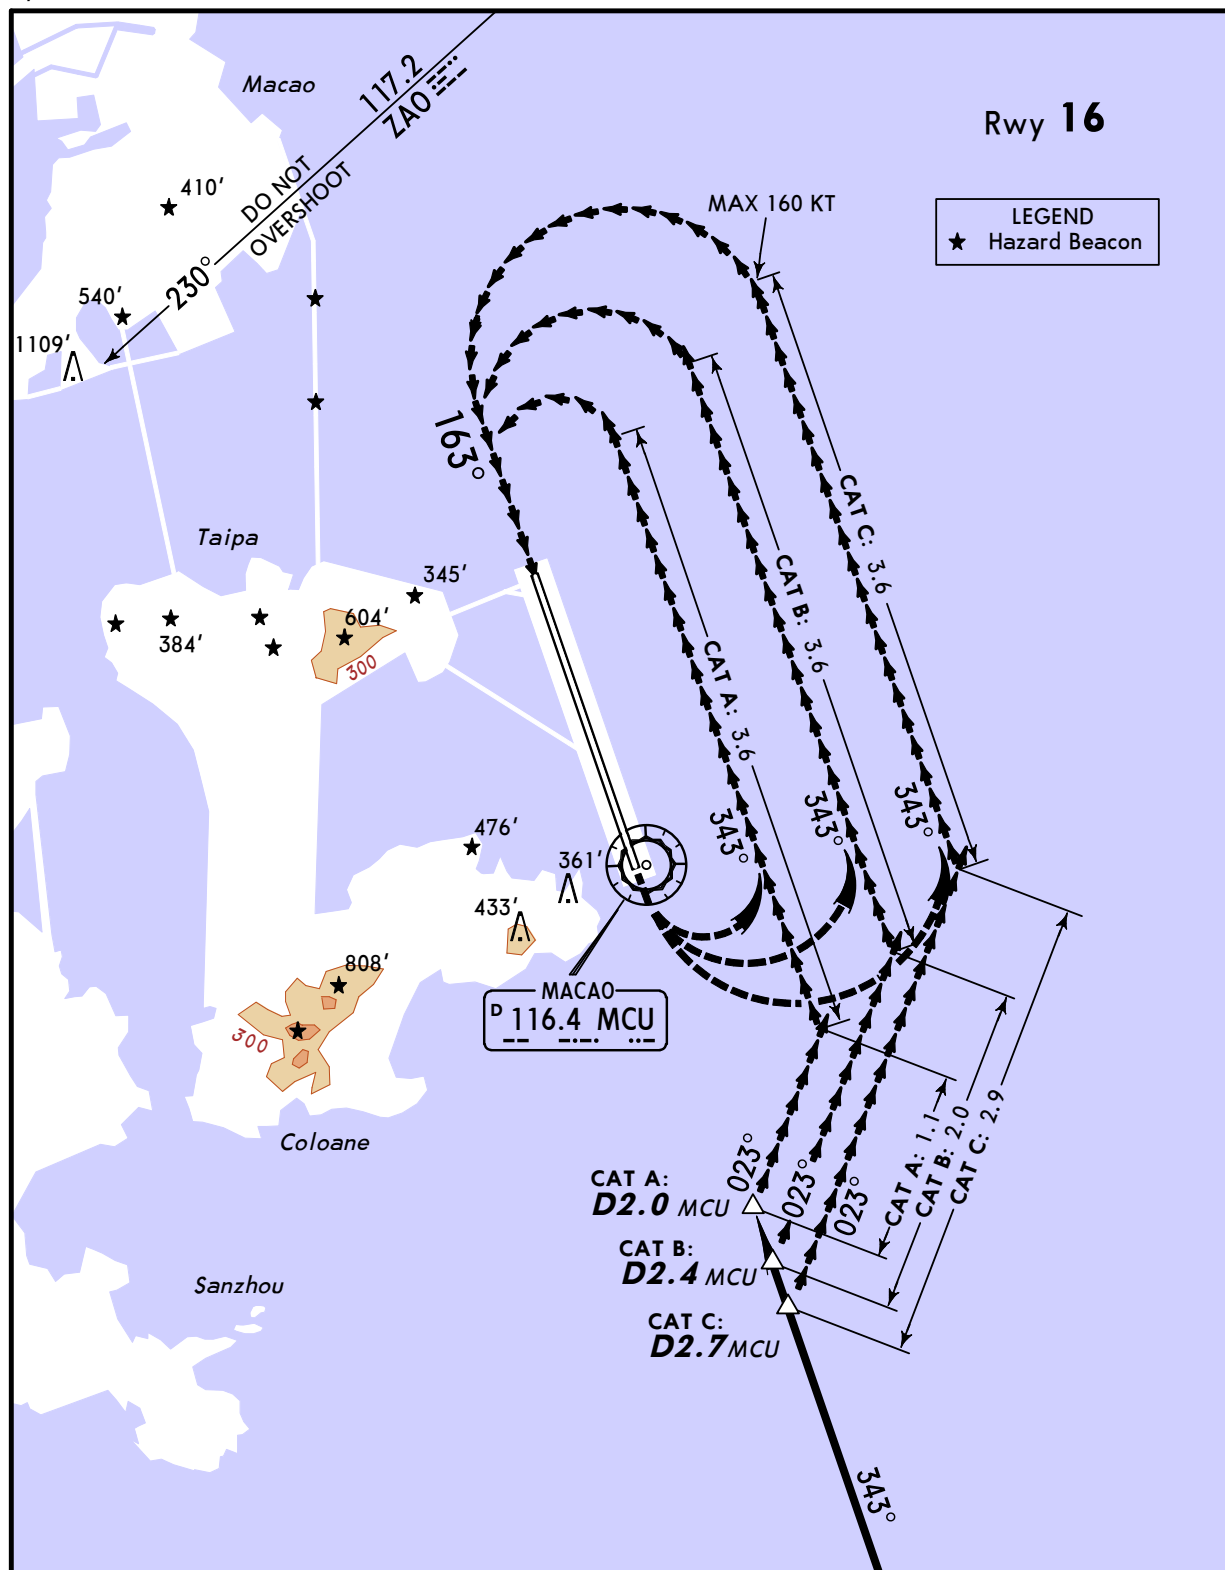 Macao
117.2
ZAO
Rwy 16
410'
DO NOT
OVERSHOOT
MAX 160 KT
LEGEND
★ Hazard Beacon
230°
540'
1109'
163°
CAT C: 3.6
Taipa
345'
CAT B: 3.6
604'
384'
300
CAT A: 3.6
343°
343°
343°
476'
361'
433'
808'
MACAO
D 116.4 MCU
300
Coloane
CAT A: 1.1
CAT B: 2.0
CAT C: 2.9
023°
023°
023°
CAT A:
D2.0 MCU
CAT B:
D2.4 MCU
Sanzhou
CAT C:
D2.7 MCU
343°